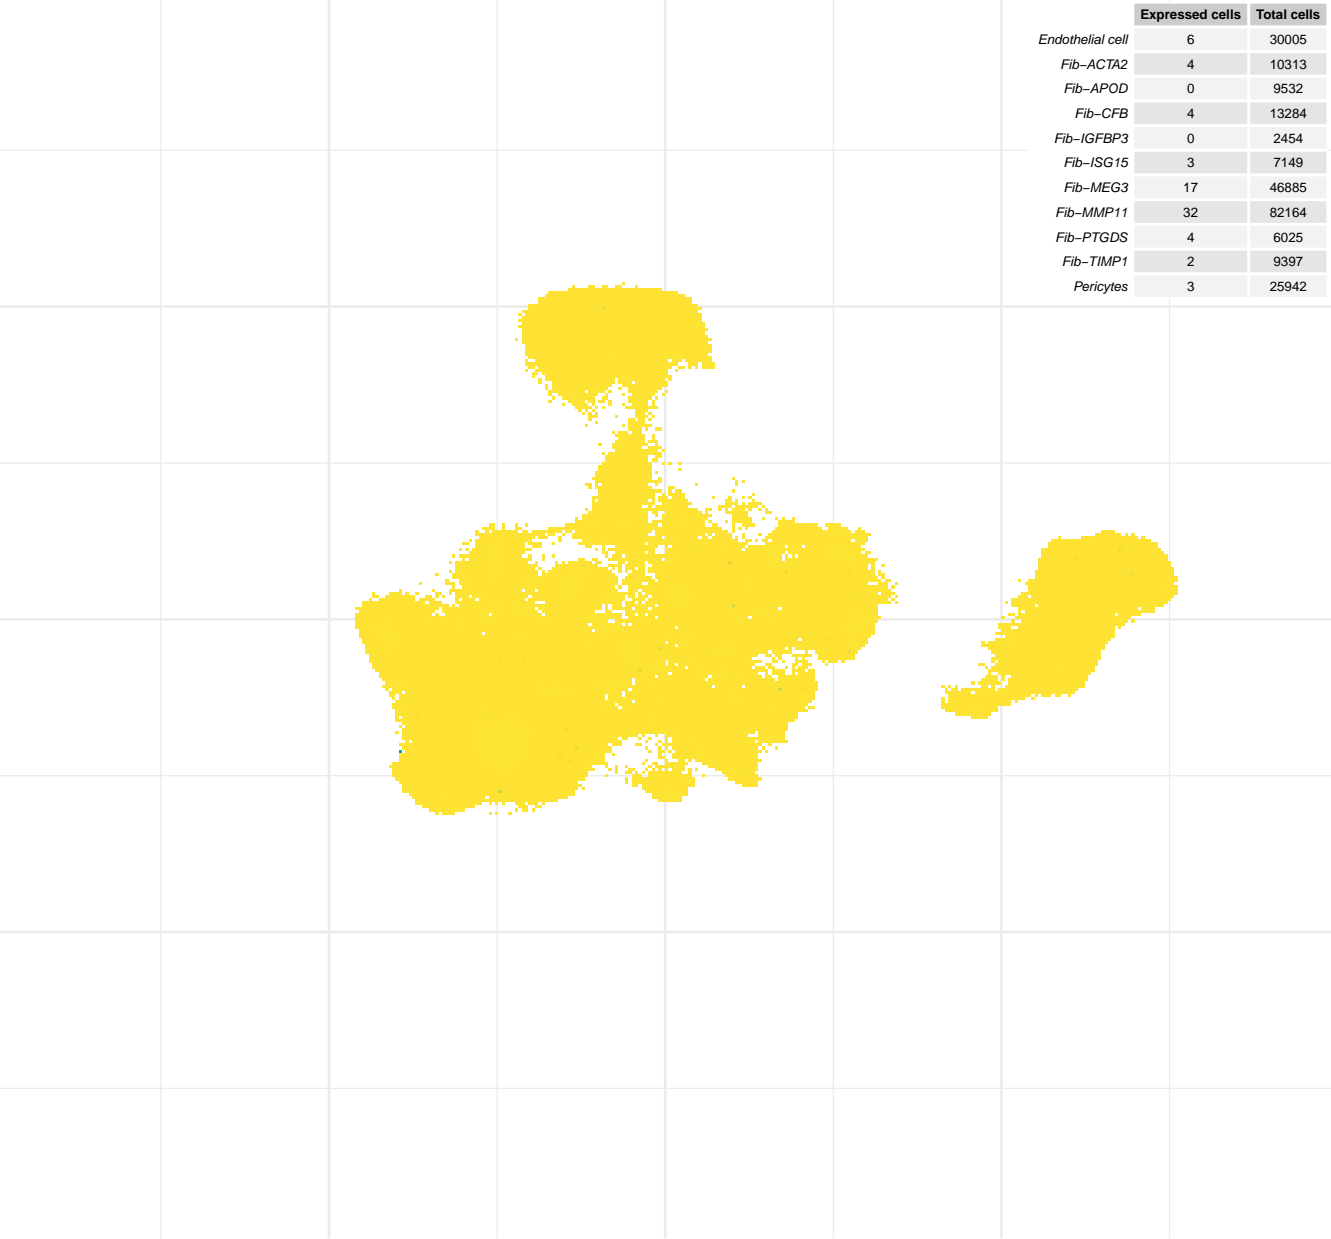 Expressed cells Total cells
Endothelial cell 6 30005
Fib−ACTA2 4 10313
Fib−APOD 0 9532
Fib−CFB 4 13284
Fib−IGFBP3 0 2454
Fib−ISG15 3 7149
Fib−MEG3 17 46885
Fib−MMP11 32 82164
Fib−PTGDS 4 6025
Fib−TIMP1 2 9397
Pericytes 3 25942